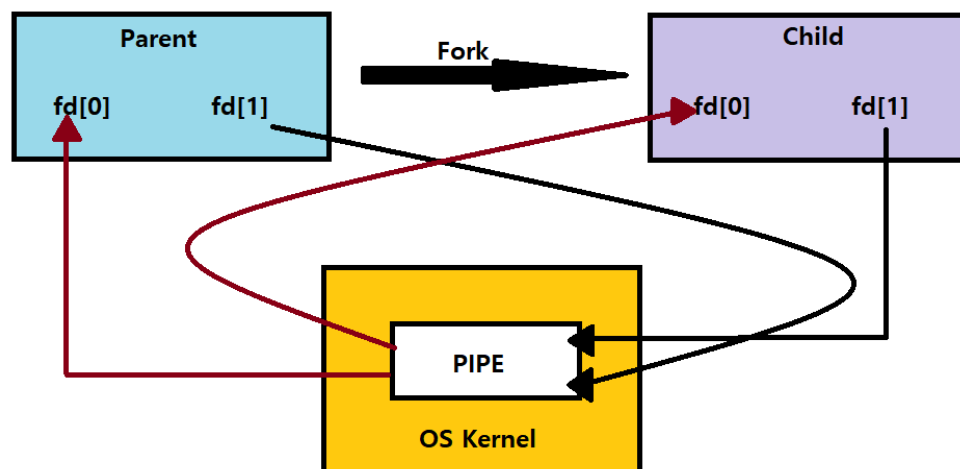 Parent
Fork
Child
fd[0]
fd[1]
fd[0]
fd[1]
PIPE
OS Kernel